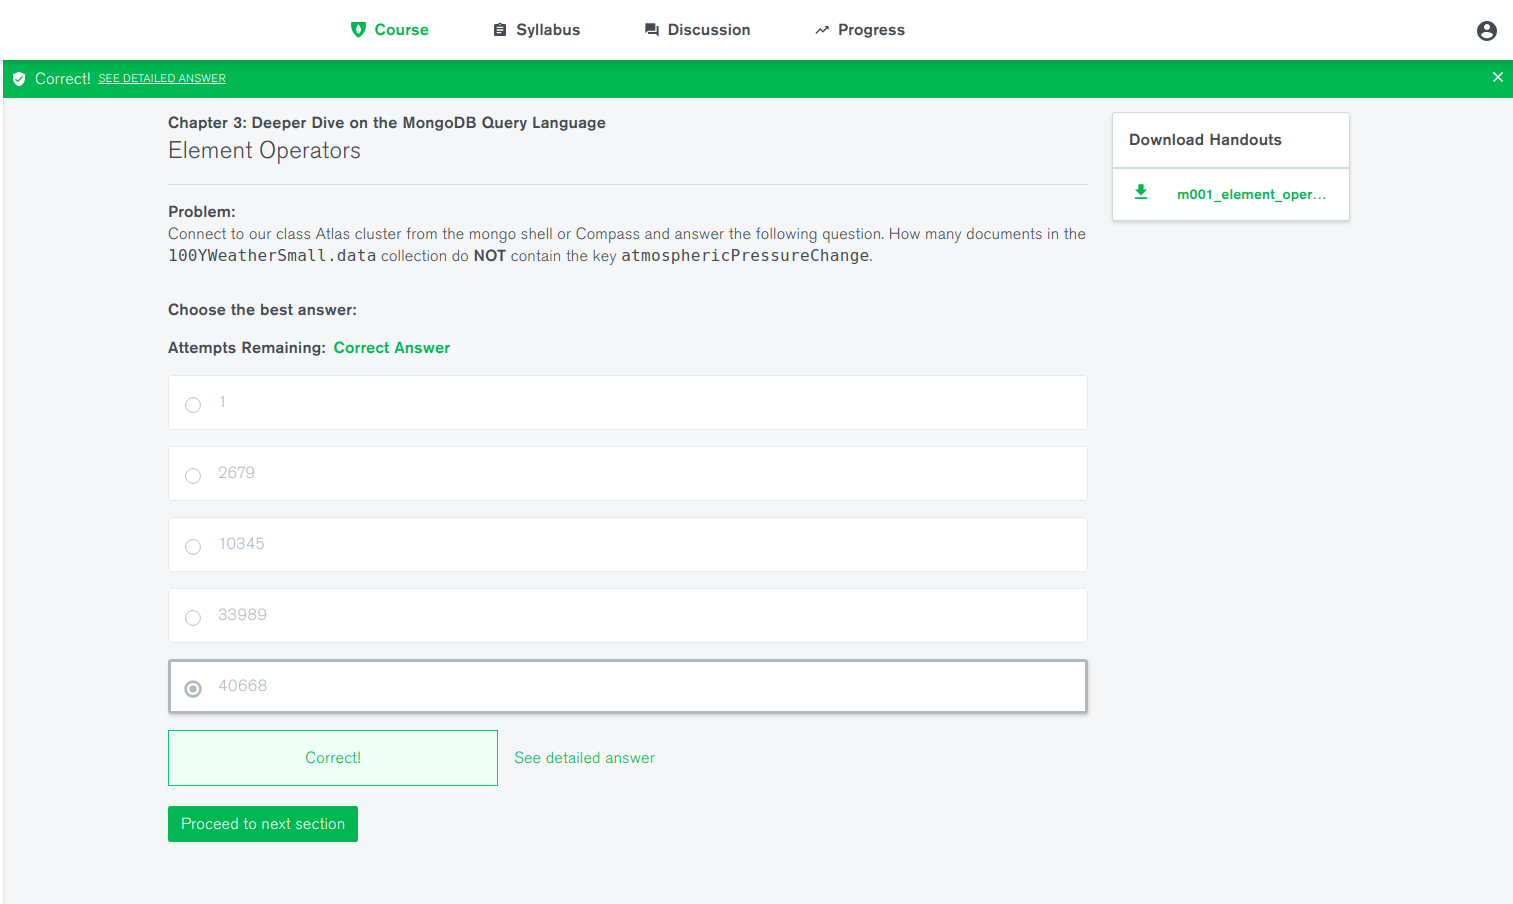 Course Syllabus Discussion Progress
Correct! SEE DETAILED ANSWER
Chapter 3: Deeper Dive on the MongoDB Query Language
Element Operators
Problem:
Connect to our class Atlas cluster from the mongo shell or Compass and answer the following question. How many documents in the
100YWeatherSmall.data collection do NOT contain the key atmosphericPressureChange.
Choose the best answer:
Attempts Remaining: Correct Answer
1
2679
10345
33989
40668
Correct! See detailed answer
Proceed to next section
Download Handouts
m001_element_oper...